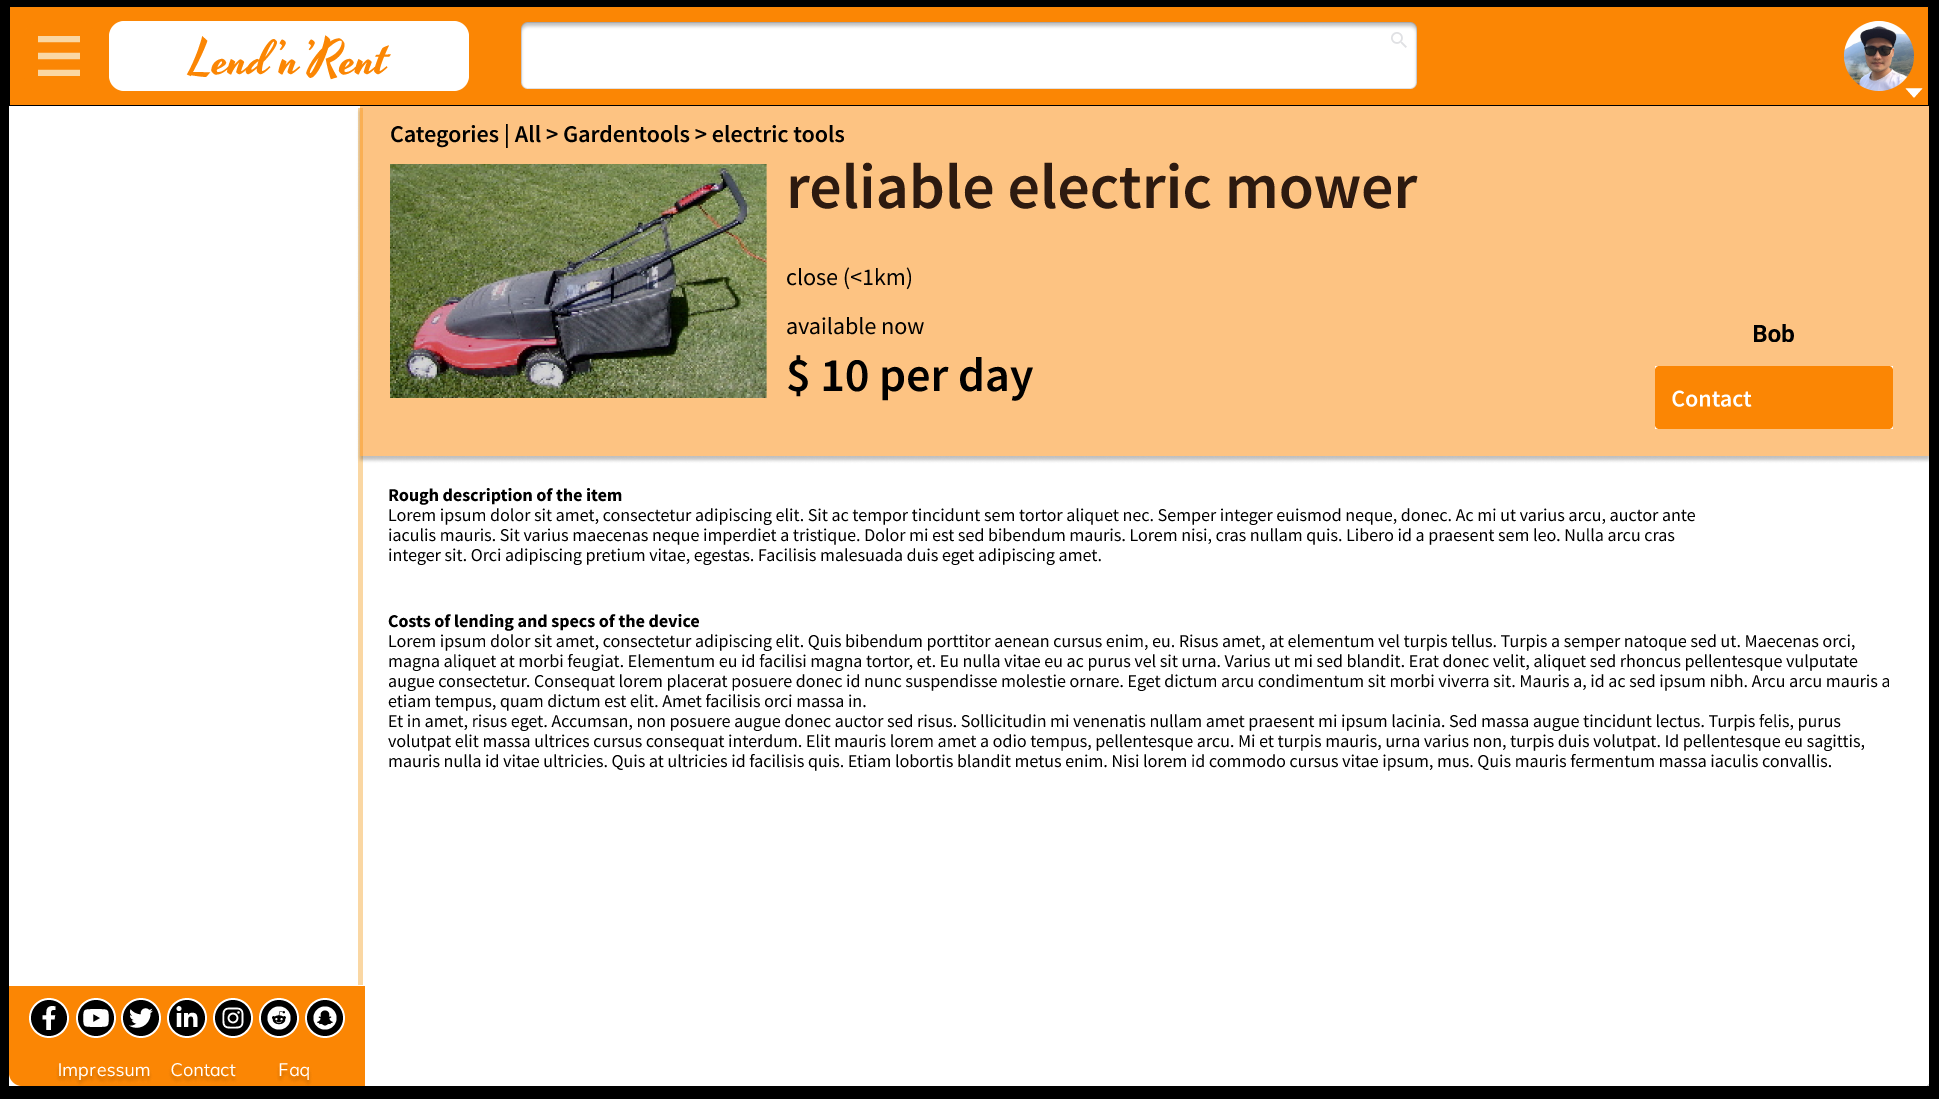 Lend'n'Rent
Categories | All > Gardentools > electric tools
reliable electric mower
close (<1km)
available now
$ 10 per day
Bob
Contact
Rough description of the item
Lorem ipsum dolor sit amet, consectetur adipiscing elit. Sit ac tempor tincidunt sem tortor aliquet nec. Semper integer euismod neque, donec. Ac mi ut varius arcu, auctor ante
iaculis mauris. Sit varius maecenas neque imperdiet a tristique. Dolor mi est sed bibendum mauris. Lorem nisi, cras nullam quis. Libero id a praesent sem leo. Nulla arcu cras
integer sit. Orci adipiscing pretium vitae, egestas. Facilisis malesuada duis eget adipiscing amet.
Costs of lending and specs of the device
Lorem ipsum dolor sit amet, consectetur adipiscing elit. Quis bibendum porttitor aenean cursus enim, eu. Risus amet, at elementum vel turpis tellus. Turpis a semper natoque sed ut. Maecenas orci,
magna aliquet at morbi feugiat. Elementum eu id facilisi magna tortor, et. Eu nulla vitae eu ac purus vel sit urna. Varius ut mi sed blandit. Erat donec velit, aliquet sed rhoncus pellentesque vulputate
augue consectetur. Consequat lorem placerat posuere donec id nunc suspendisse molestie ornare. Eget dictum arcu condimentum sit morbi viverra sit. Mauris a, id ac sed ipsum nibh. Arcu arcu mauris a
etiam tempus, quam dictum est elit. Amet facilisis orci massa in.
Et in amet, risus eget. Accumsan, non posuere augue donec auctor sed risus. Sollicitudin mi venenatis nullam amet praesent mi ipsum lacinia. Sed massa augue tincidunt lectus. Turpis felis, purus
volutpat elit massa ultrices cursus consequat interdum. Elit mauris lorem amet a odio tempus, pellentesque arcu. Mi et turpis mauris, urna varius non, turpis duis volutpat. Id pellentesque eu sagittis,
mauris nulla id vitae ultricies. Quis at ultricies id facilisis quis. Etiam lobortis blandit metus enim. Nisi lorem id commodo cursus vitae ipsum, mus. Quis mauris fermentum massa iaculis convallis.
Impressum Contact Faq